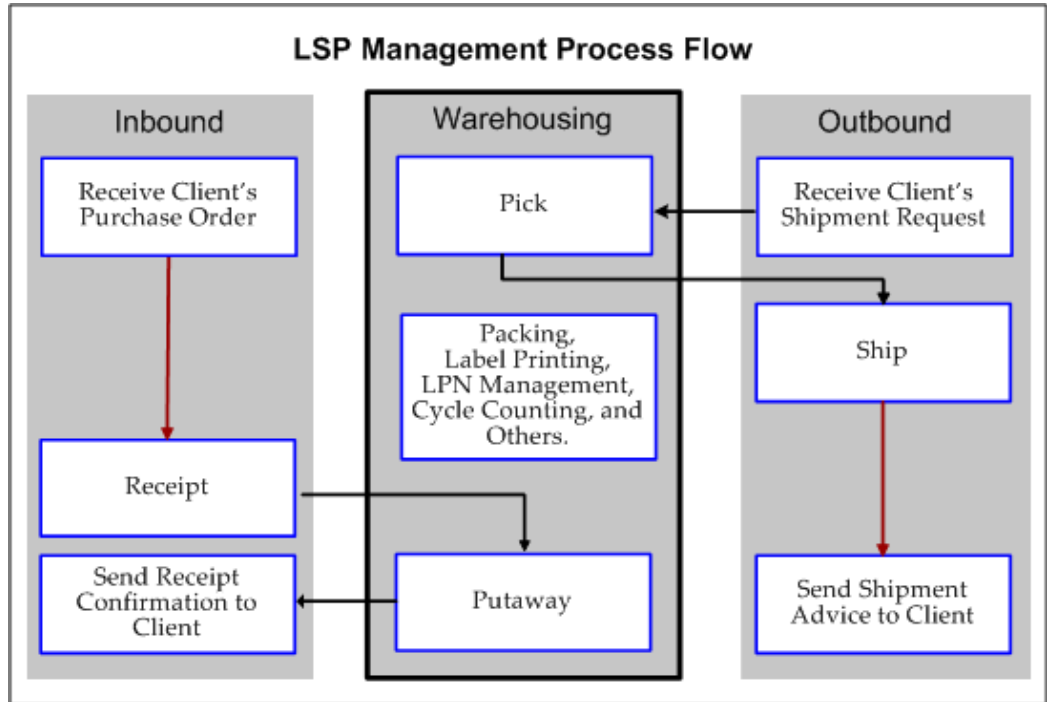 LSP Management Process Flow
Inbound
Receive Client's
Purchase Order
Receipt
Send Receipt
Confirmation to
Client
Warehousing
Pick
Packing,
Label Printing,
LPN Management,
Cycle Counting, and
Others.
Putaway
Outbound
Receive Client's
Shipment Request
Ship
Send Shipment
Advice to Client